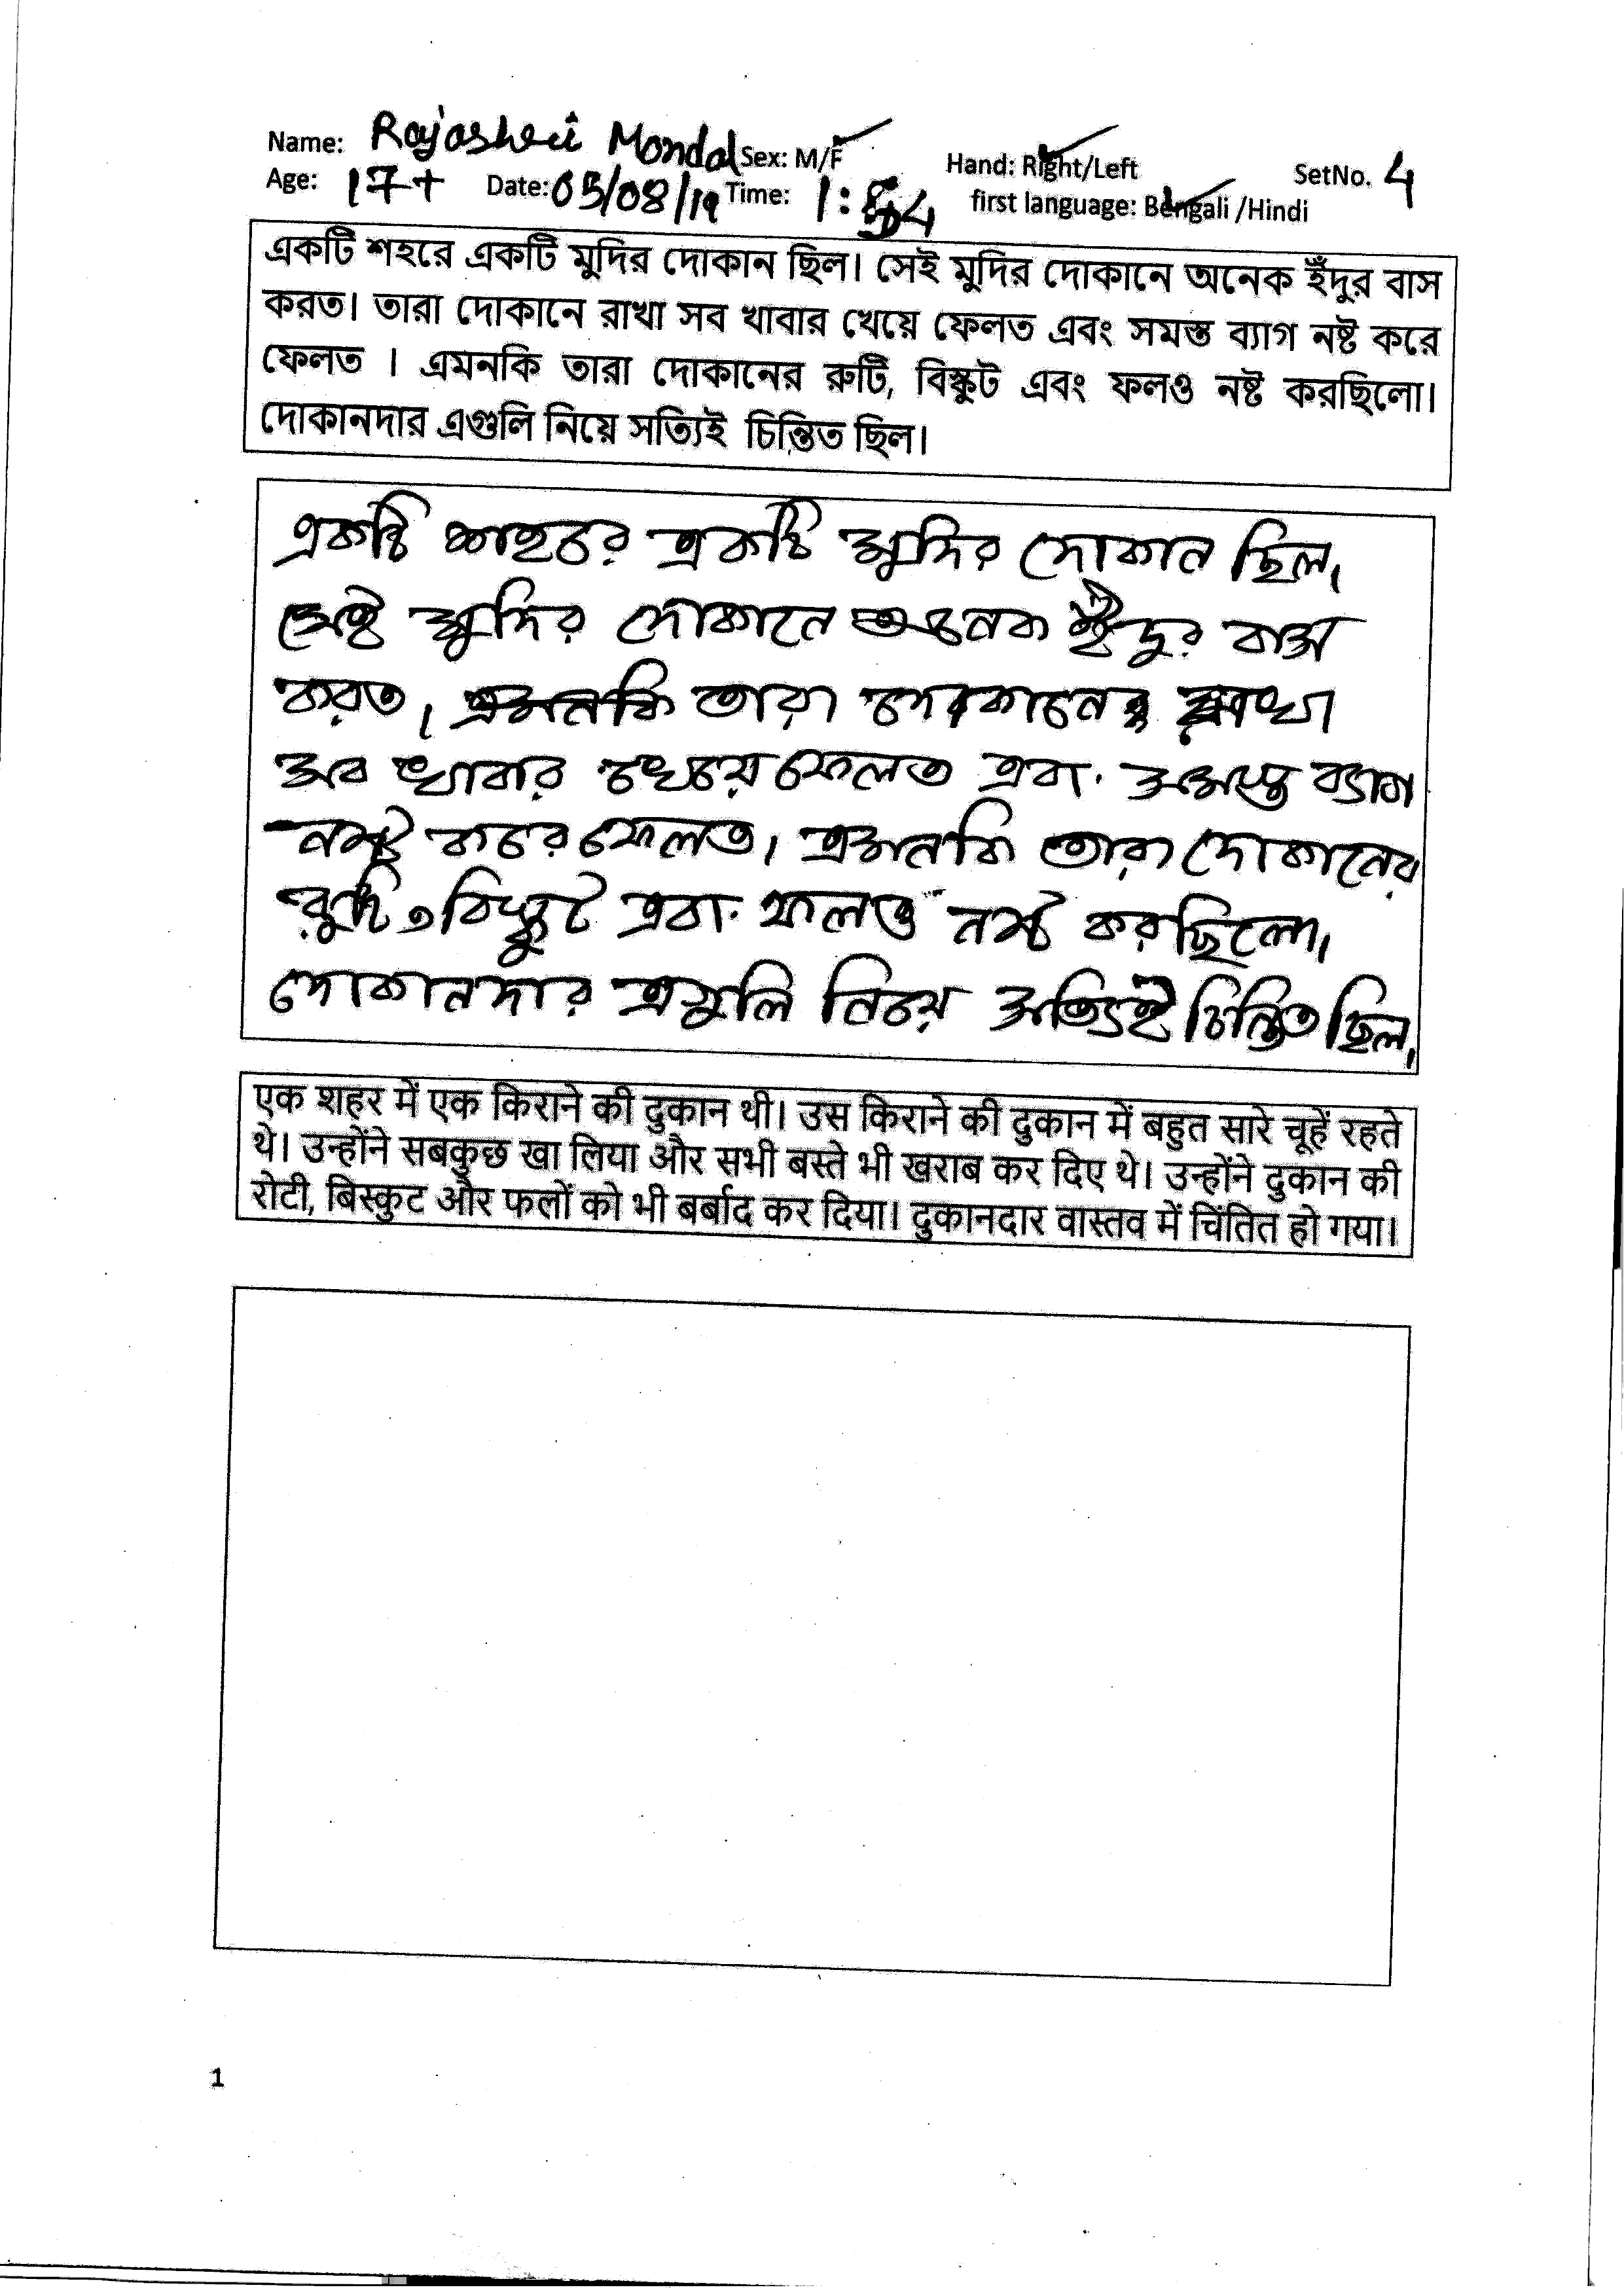 Name: Rajashree Mondal Sex: M/F Hand: Right/Left SetNo. 4
Age: 17+ Date: 05/08/19 Time: 1:54 first language: Bengali /Hindi
একটি শহরে একটি মুদির দোকান ছিল। সেই মুদির দোকানে অনেক ইঁদুর বাস
করত। তারা দোকানে রাখা সব খাবার খেয়ে ফেলত এবং সমস্ত ব্যাগ নষ্ট করে
ফেলত । এমনকি তারা দোকানের রুটি, বিস্কুট এবং ফলও নষ্ট করছিলো।
দোকানদার এগুলি নিয়ে সত্যিই চিন্তিত ছিল।
একটি শহরে একটি মুদির দোকান ছিল।
সেই মুদির দোকানে অনেক ইঁদুর বাস
করত। এমনকি তারা দোকানে রাখা
সব খাবার খেয়ে ফেলত এবং সমস্ত ব্যাগ
নষ্ট করে ফেলত। এমনকি তারা দোকানের
রুটি, বিস্কুট এবং ফলও নষ্ট করছিলো।
দোকানদার এগুলি নিয়ে সত্যিই চিন্তিত ছিল।
एक शहर में एक किराने की दुकान थी। उस किराने की दुकान में बहुत सारे चूहें रहते
थे। उन्होंने सबकुछ खा लिया और सभी बस्ते भी खराब कर दिए थे। उन्होंने दुकान की
रोटी, बिस्कुट और फलों को भी बर्बाद कर दिया। दुकानदार वास्तव में चिंतित हो गया।
1